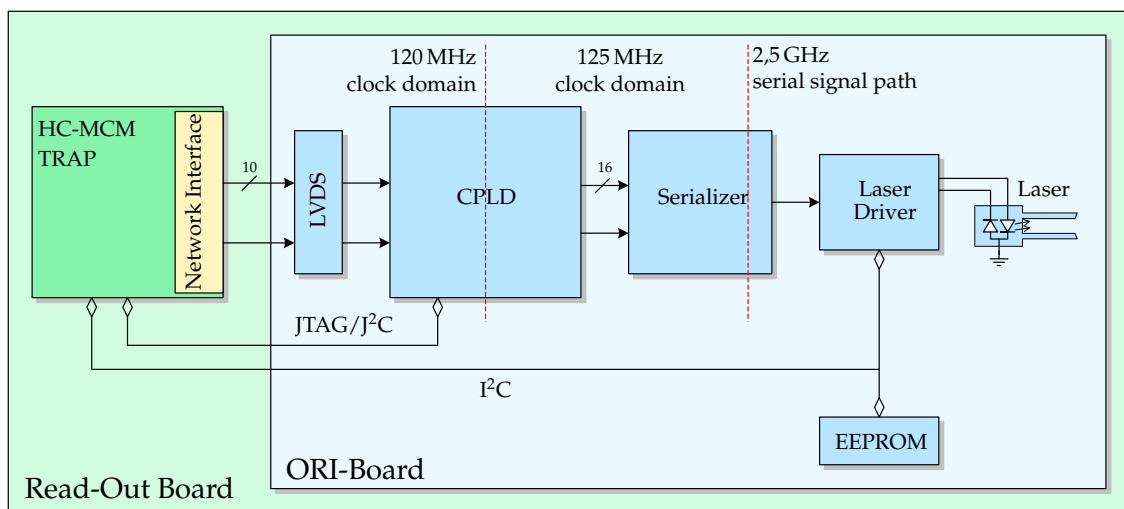 120 MHz
clock domain
125 MHz
clock domain
2,5 GHz
serial signal path
HC-MCM
TRAP
Network Interface
10
LVDS
CPLD
16
Serializer
Laser
Driver
Laser
JTAG/J²C
I²C
EEPROM
ORI-Board
Read-Out Board